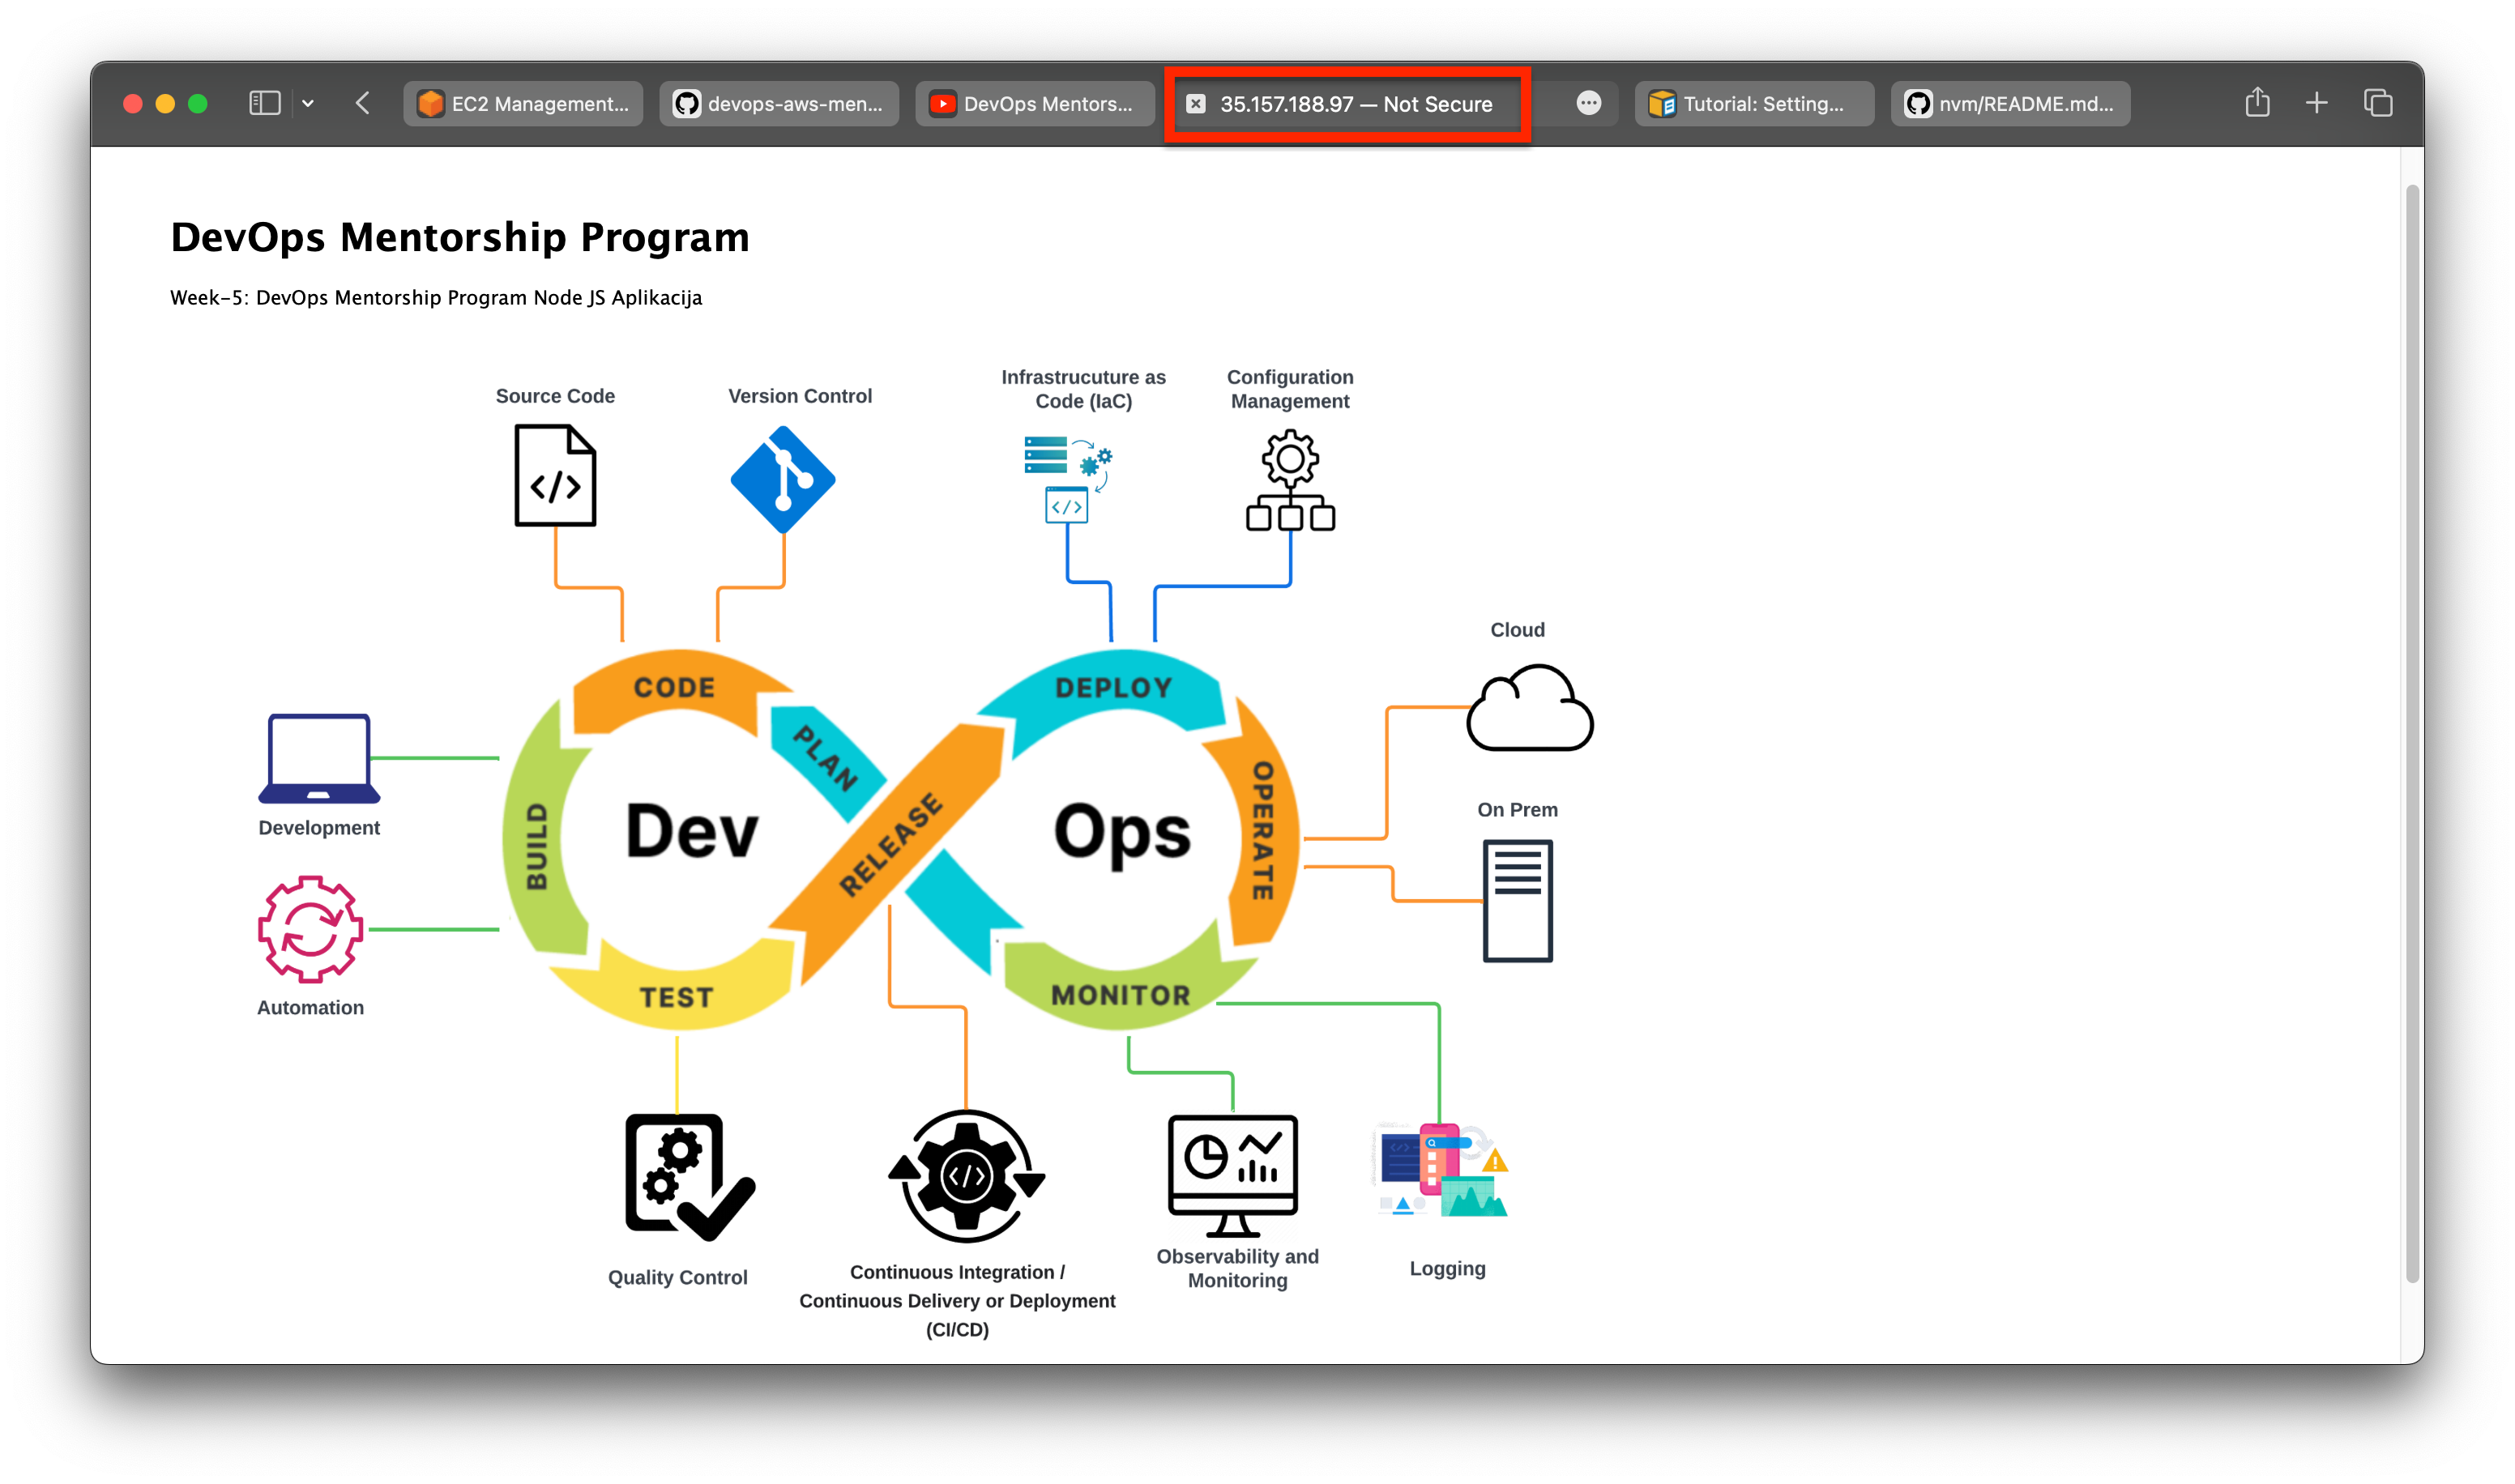 EC2 Management...
devops-aws-men...
DevOps Mentors...
35.157.188.97 — Not Secure
Tutorial: Setting...
nvm/README.md...
DevOps Mentorship Program
Week-5: DevOps Mentorship Program Node JS Aplikacija
Source Code
Version Control
Infrastrucuture as
Code (IaC)
Configuration
Management
</>
</>
Cloud
CODE
DEPLOY
PLAN
Development
BUILD
Dev
RELEASE
Ops
OPERATE
On Prem
Automation
TEST
MONITOR
</>
</>
Quality Control
Continuous Integration /
Continuous Delivery or Deployment
(CI/CD)
Observability and
Monitoring
Logging